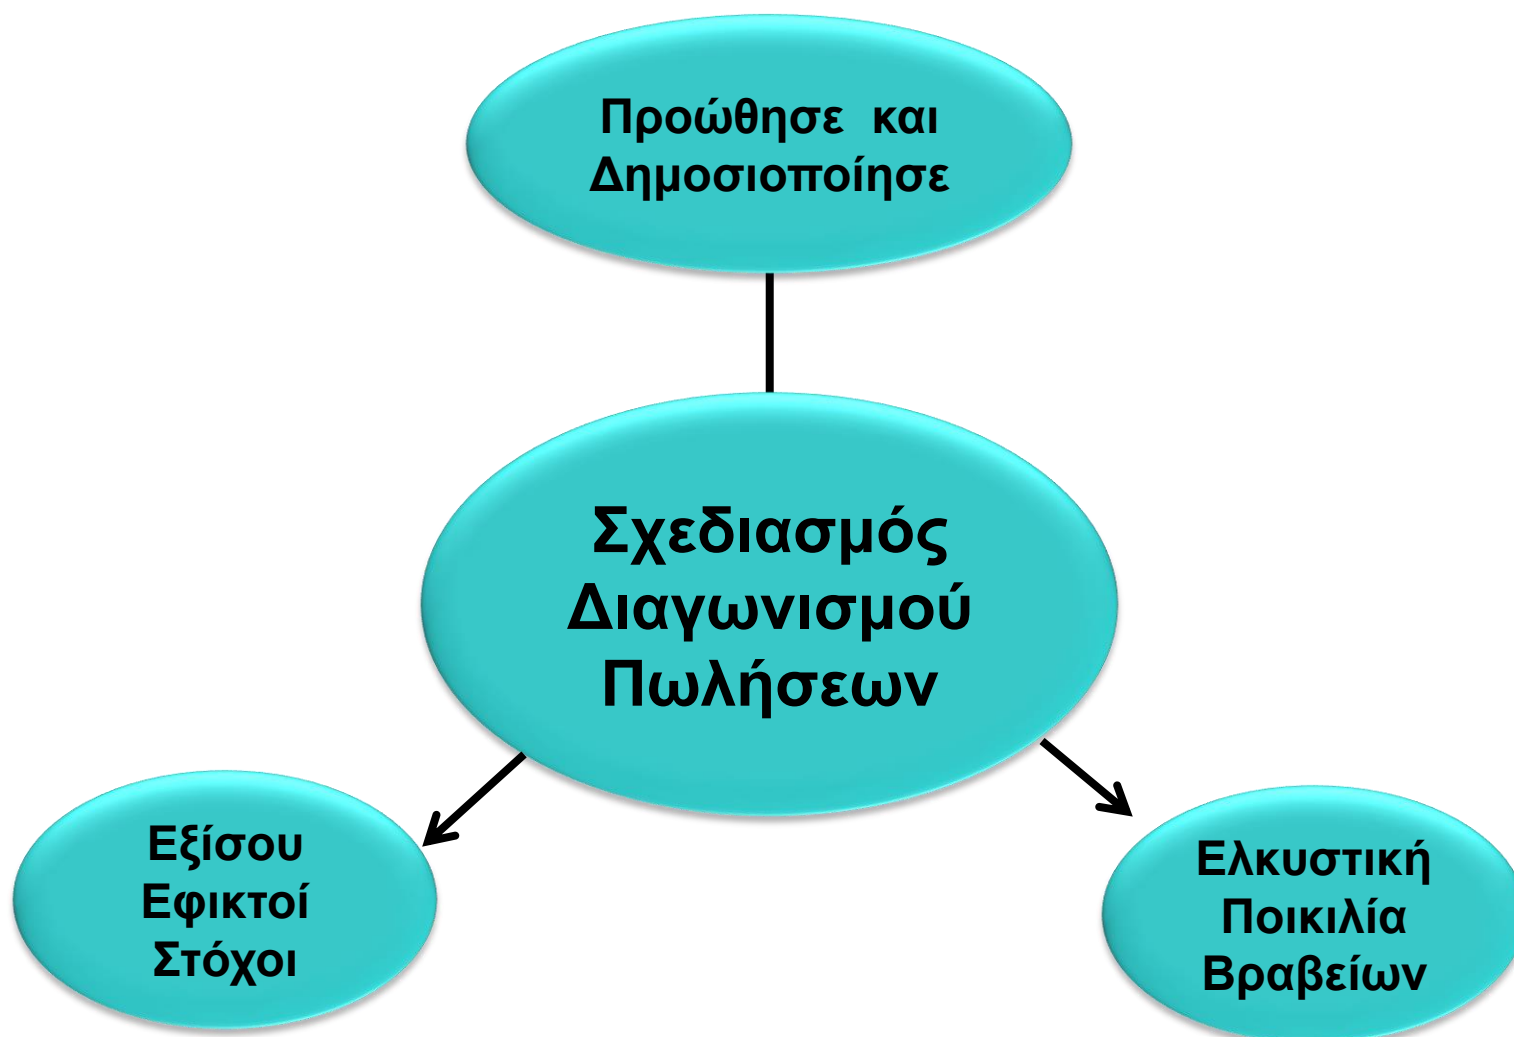 Προώθησε και
Δημοσιοποίησε
Σχεδιασμός
Διαγωνισμού
Πωλήσεων
Εξίσου
Εφικτοί
Στόχοι
Ελκυστική
Ποικιλία
Βραβείων